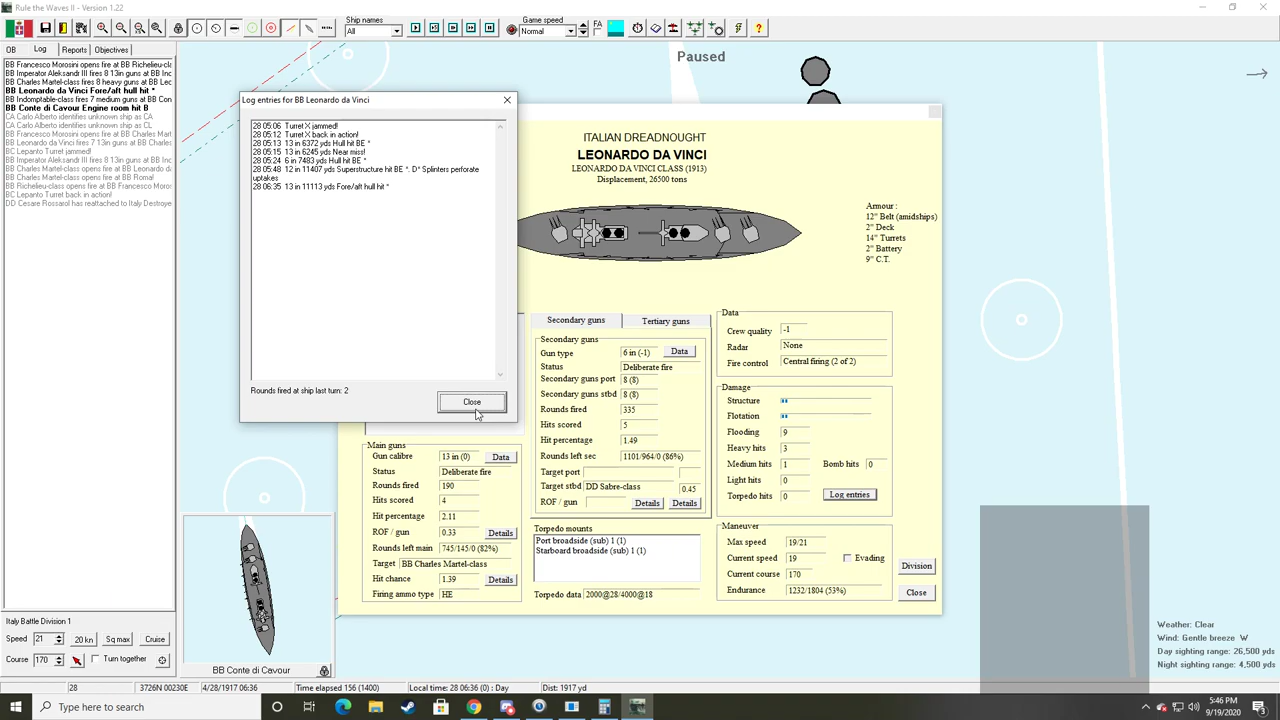 Rule the Waves II - Version 1.22
Ship names
All
Game speed
Normal
FA
OB
Log
Reports
Objectives
BB Francesco Morosini opens fire at BB Richelieu-cl
BB Imperator Aleksandr III fires 8 13in guns at BB Inc
BB Charles Martel-class fires 8 heavy guns at BB Leo
BB Leonardo da Vinci Fore/aft hull hit *
BB Indomptable-class fires 7 medium guns at BB Con
BB Conte di Cavour Engine room hit B
CA Carlo Alberto identifies unknown ship as CA
CA Carlo Alberto identifies unknown ship as CL
BB Francesco Morosini opens fire at BB Charles Mart
BB Leonardo da Vinci fires 7 13in guns at BB Charles
BC Lepanto Turret jammed!
BB Imperator Aleksandr III opens fire at BB Charles M
BB Charles Martel-class opens fire at BB Leonardo da
BB Charles Martel-class opens fire at BB Roma!
BB Richelieu-class opens fire at BB Francesco Moros
BC Lepanto Turret back in action!
DD Cesare Rossarol has reattached to Italy Destroye
Paused
Log entries for BB Leonardo da Vinci
28 05:06 Turret X jammed!
28 05:12 Turret X back in action!
28 05:13 13 in 6372 yds Hull hit BE *
28 05:15 13 in 6245 yds Near miss!
28 05:24 6 in 7483 yds Hull hit BE *
28 05:48 12 in 11407 yds Superstructure hit BE *. D* Splinters perforate
uptakes
28 06:35 13 in 11113 yds Fore/aft hull hit *
Rounds fired at ship last turn: 2
Close
ITALIAN DREADNOUGHT
LEONARDO DA VINCI
LEONARDO DA VINCI CLASS (1913)
Displacement, 26500 tons
Armour :
12" Belt (amidships)
2" Deck
14" Turrets
2" Battery
9" C.T.
Main guns
Gun calibre 13 in (0) Data
Status Deliberate fire
Rounds fired 190
Hits scored 4
Hit percentage 2.11
ROF / gun 0.33 Details
Rounds left main 745/145/0 (82%)
Target BB Charles Martel-class
Hit chance 1.39 Details
Firing ammo type HE
Secondary guns
Tertiary guns
Secondary guns
Gun type 6 in (-1) Data
Status Deliberate fire
Secondary guns port 8 (8)
Secondary guns stbd 8 (8)
Rounds fired 335
Hits scored 5
Hit percentage 1.49
Rounds left sec 1101/964/0 (86%)
Target port
Target stbd DD Sabre-class 0.45
ROF / gun Details Details
Torpedo mounts
Port broadside (sub) 1 (1)
Starboard broadside (sub) 1 (1)
Torpedo data 2000@28/4000@18
Data
Crew quality -1
Radar None
Fire control Central firing (2 of 2)
Damage
Structure
Flotation
Flooding 9
Heavy hits 3
Medium hits 1 Bomb hits 0
Light hits 0
Torpedo hits 0 Log entries
Maneuver
Max speed 19/21
Current speed 19 Evading
Current course 170
Endurance 1232/1804 (53%)
Division
Close
Italy Battle Division 1
Speed 21 20 kn Sq max Cruise
Course 170 Turn together
BB Conte di Cavour
Weather: Clear
Wind: Gentle breeze W
Day sighting range: 26,500 yds
Night sighting range: 4,500 yds
28
3726N 00230E
4/28/1917 06:36
Time elapsed 156 (1400)
Local time: 28 06:36 (0) : Day
Dist: 1917 yd
Type here to search
5:46 PM
9/19/2020